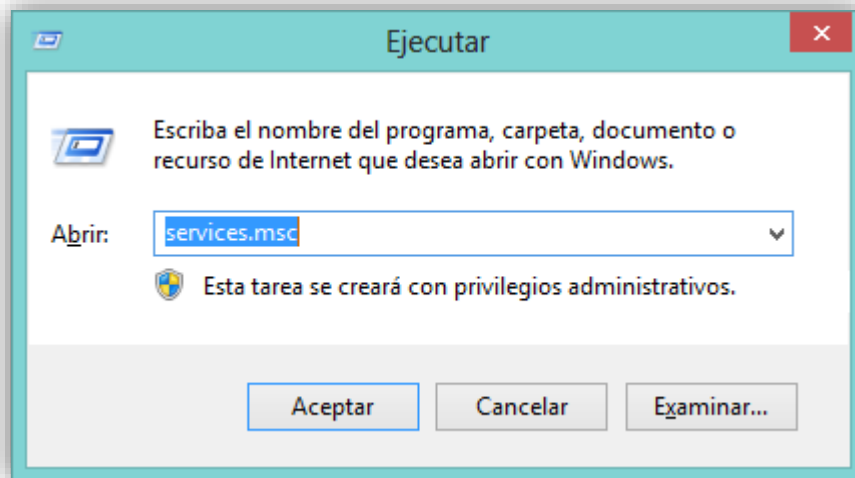 Ejecutar
Escriba el nombre del programa, carpeta, documento o
recurso de Internet que desea abrir con Windows.
Abrir: services.msc
Esta tarea se creará con privilegios administrativos.
Aceptar Cancelar Examinar...